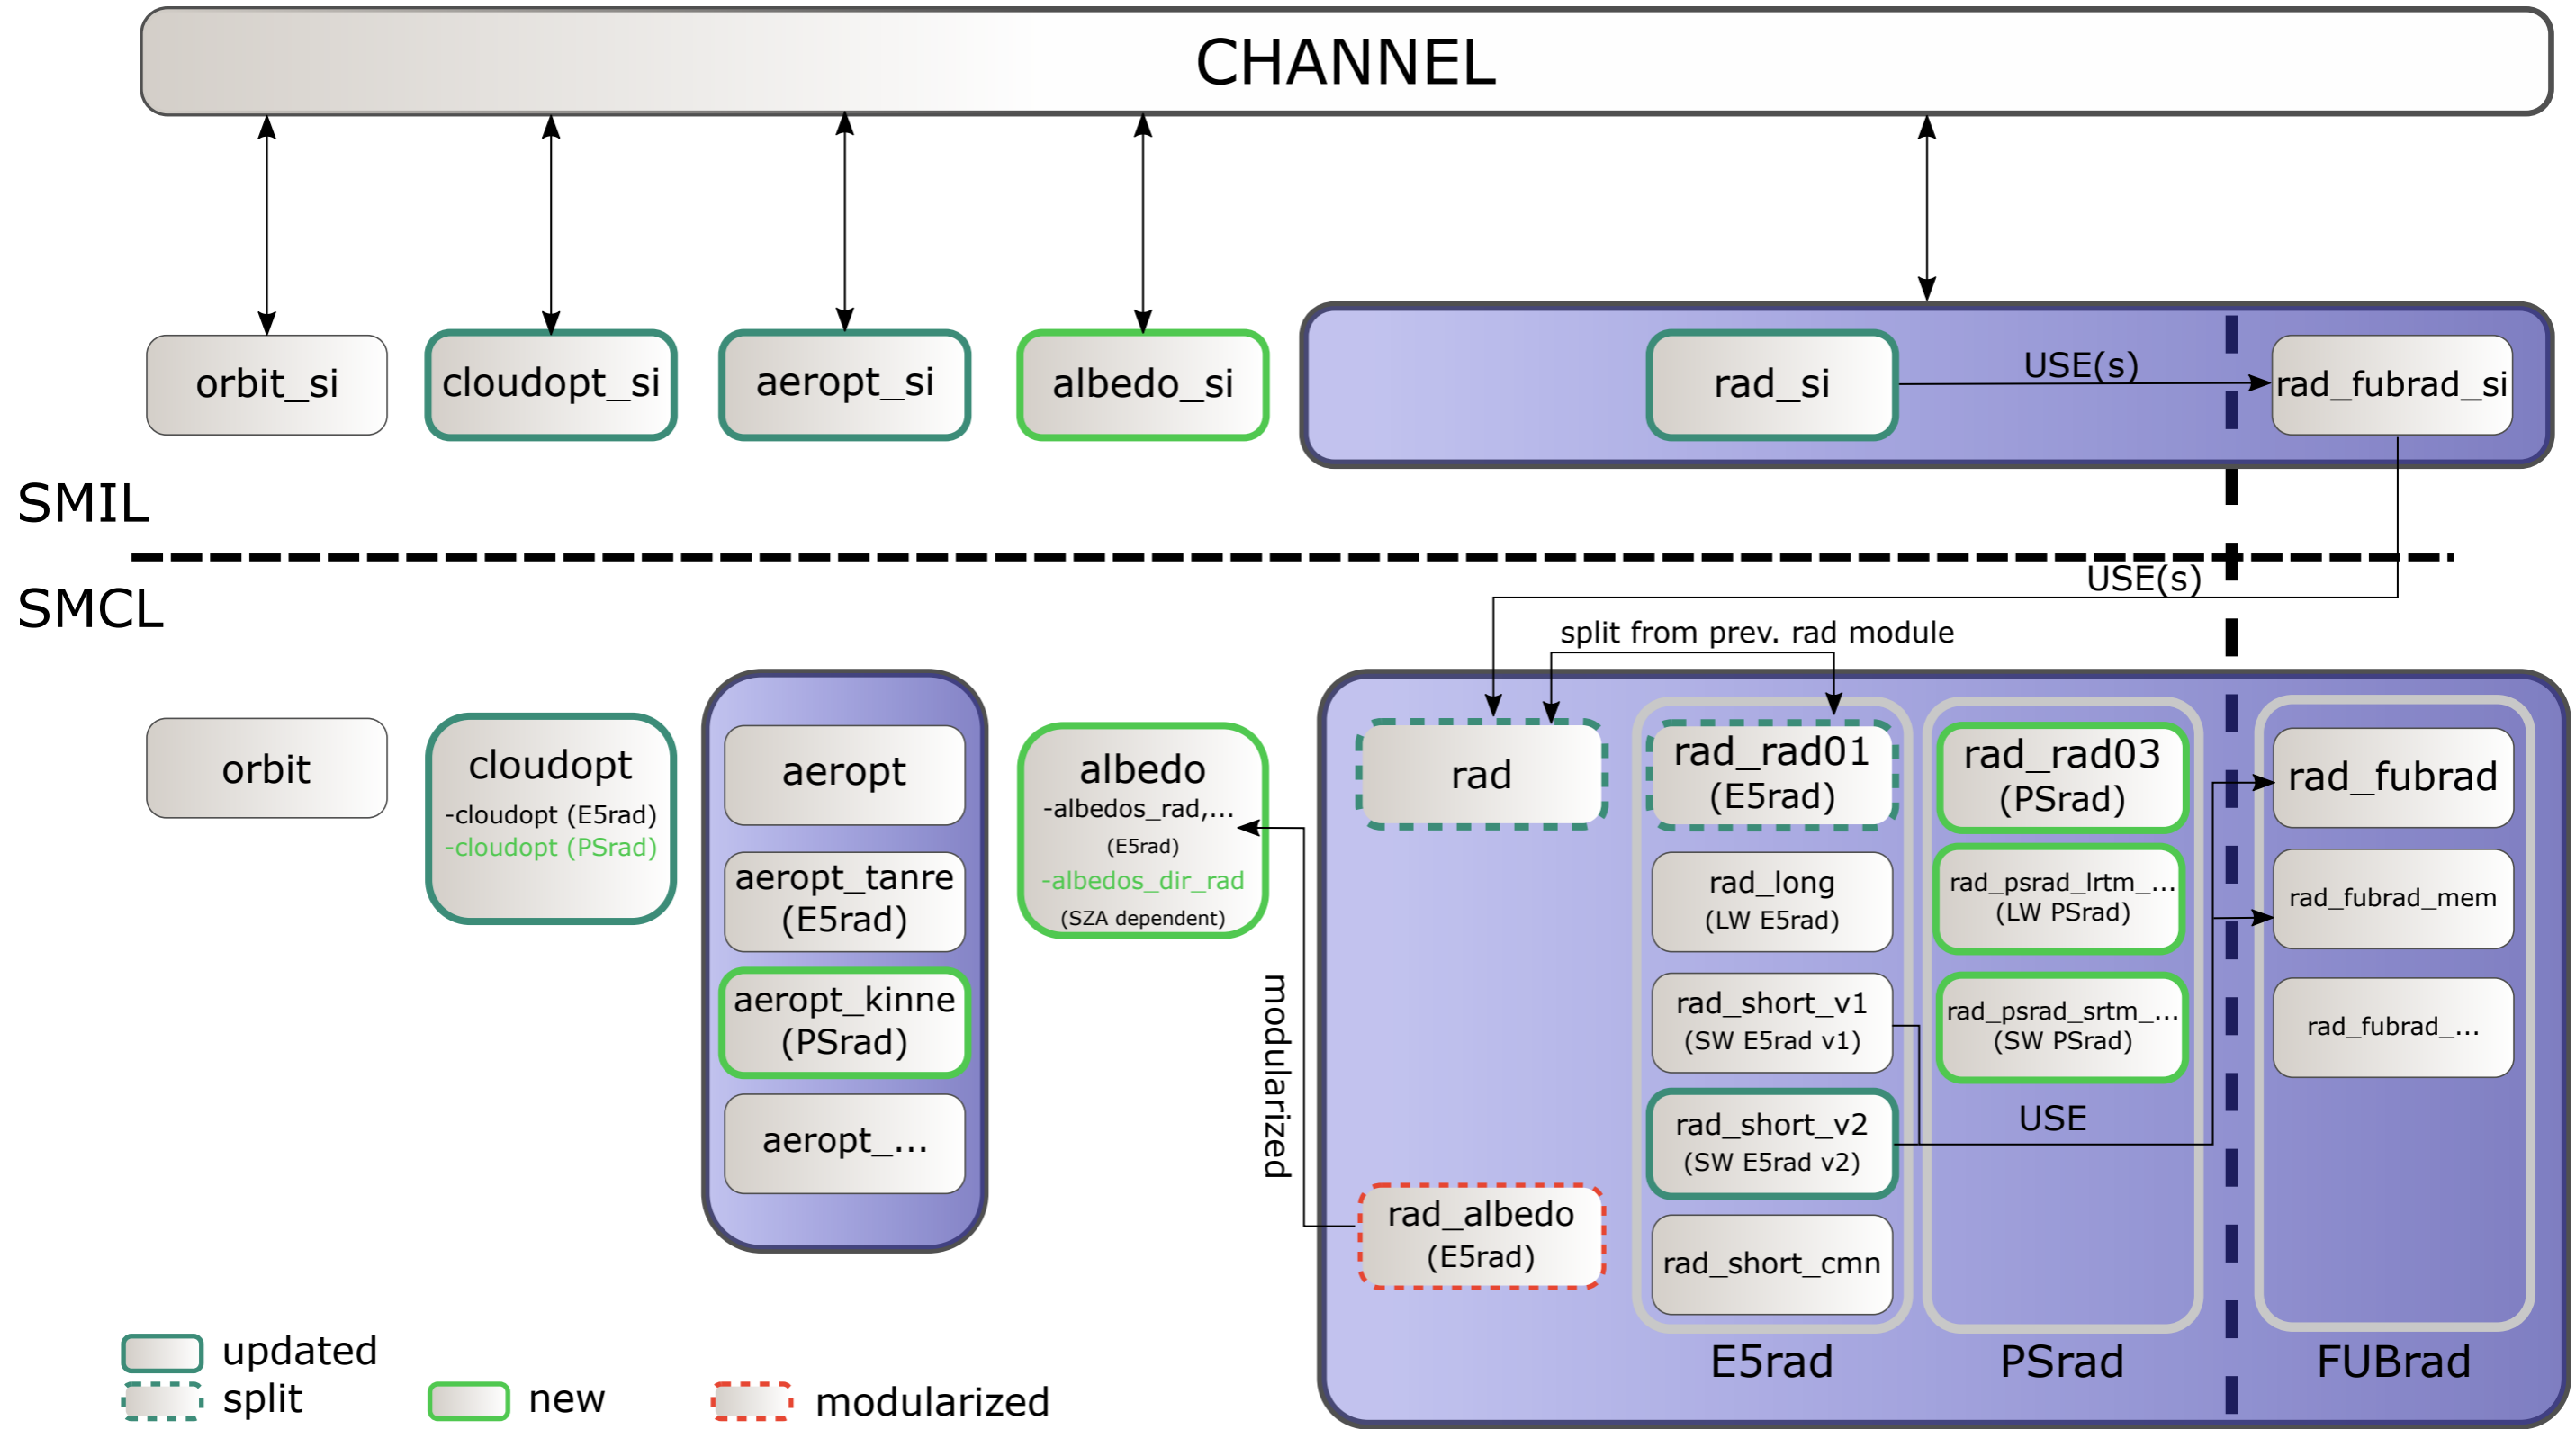 CHANNEL
orbit_si
cloudopt_si
aeropt_si
albedo_si
rad_si
USE(s)
rad_fubrad_si
SMIL
SMCL
USE(s)
split from prev. rad module
orbit
cloudopt
-cloudopt (E5rad)
-cloudopt (PSrad)
aeropt
aeropt_tanre
(E5rad)
aeropt_kinne
(PSrad)
aeropt_...
albedo
-albedos_rad,...
(E5rad)
-albedos_dir_rad
(SZA dependent)
modularized
rad
rad_albedo
(E5rad)
rad_rad01
(E5rad)
rad_long
(LW E5rad)
rad_short_v1
(SW E5rad v1)
rad_short_v2
(SW E5rad v2)
rad_short_cmn
E5rad
rad_rad03
(PSrad)
rad_psrad_lrtm_...
(LW PSrad)
rad_psrad_srtm_...
(SW PSrad)
USE
PSrad
rad_fubrad
rad_fubrad_mem
rad_fubrad_...
FUBrad
updated
split
new
modularized